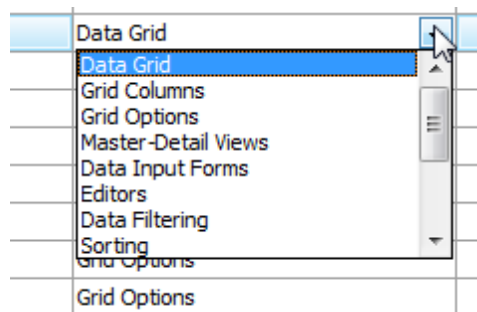 Data Grid
Data Grid
Grid Columns
Grid Options
Master-Detail Views
Data Input Forms
Editors
Data Filtering
Sorting
Grid Options
Grid Options